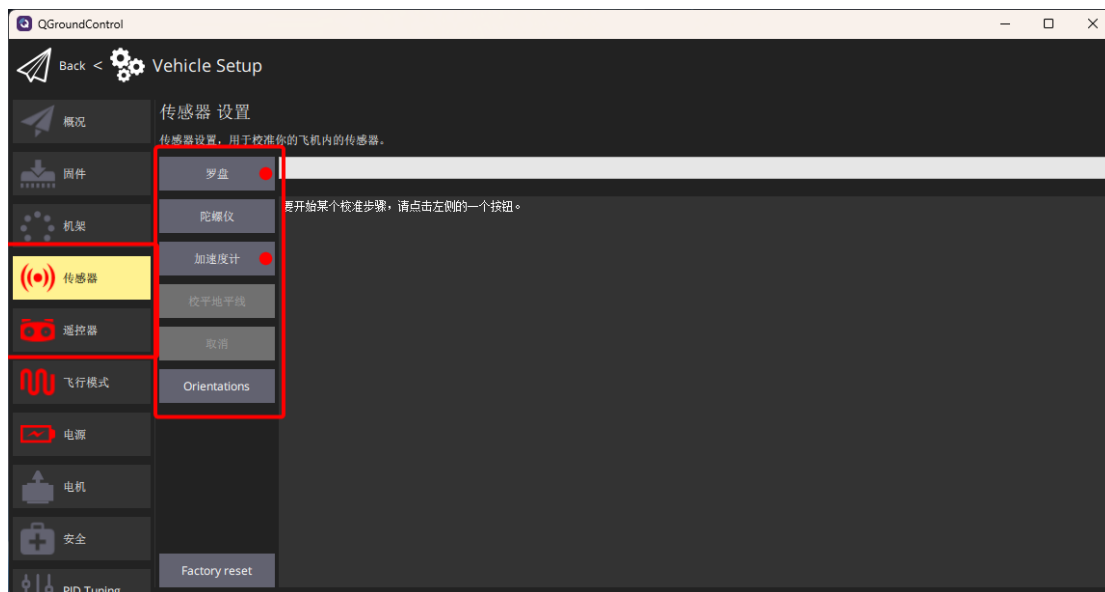 QGroundControl
Back < Vehicle Setup
概况
固件
机架
传感器
遥控器
飞行模式
电源
电机
安全
PID Tuning
传感器 设置
传感器设置，用于校准你的飞机内的传感器。
罗盘
陀螺仪
加速度计
校平地平线
取消
Orientations
Factory reset
要开始某个校准步骤，请点击左侧的一个按钮。